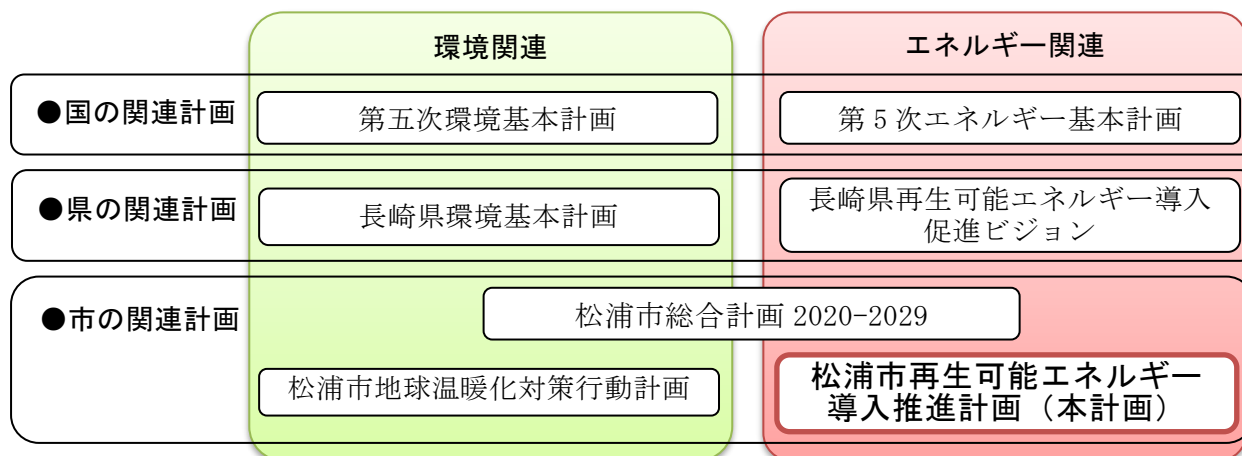 環境関連
エネルギー関連
●国の関連計画
第五次環境基本計画
第5次エネルギー基本計画
●県の関連計画
長崎県環境基本計画
長崎県再生可能エネルギー導入
促進ビジョン
●市の関連計画
松浦市総合計画 2020-2029
松浦市地球温暖化対策行動計画
松浦市再生可能エネルギー
導入推進計画（本計画）